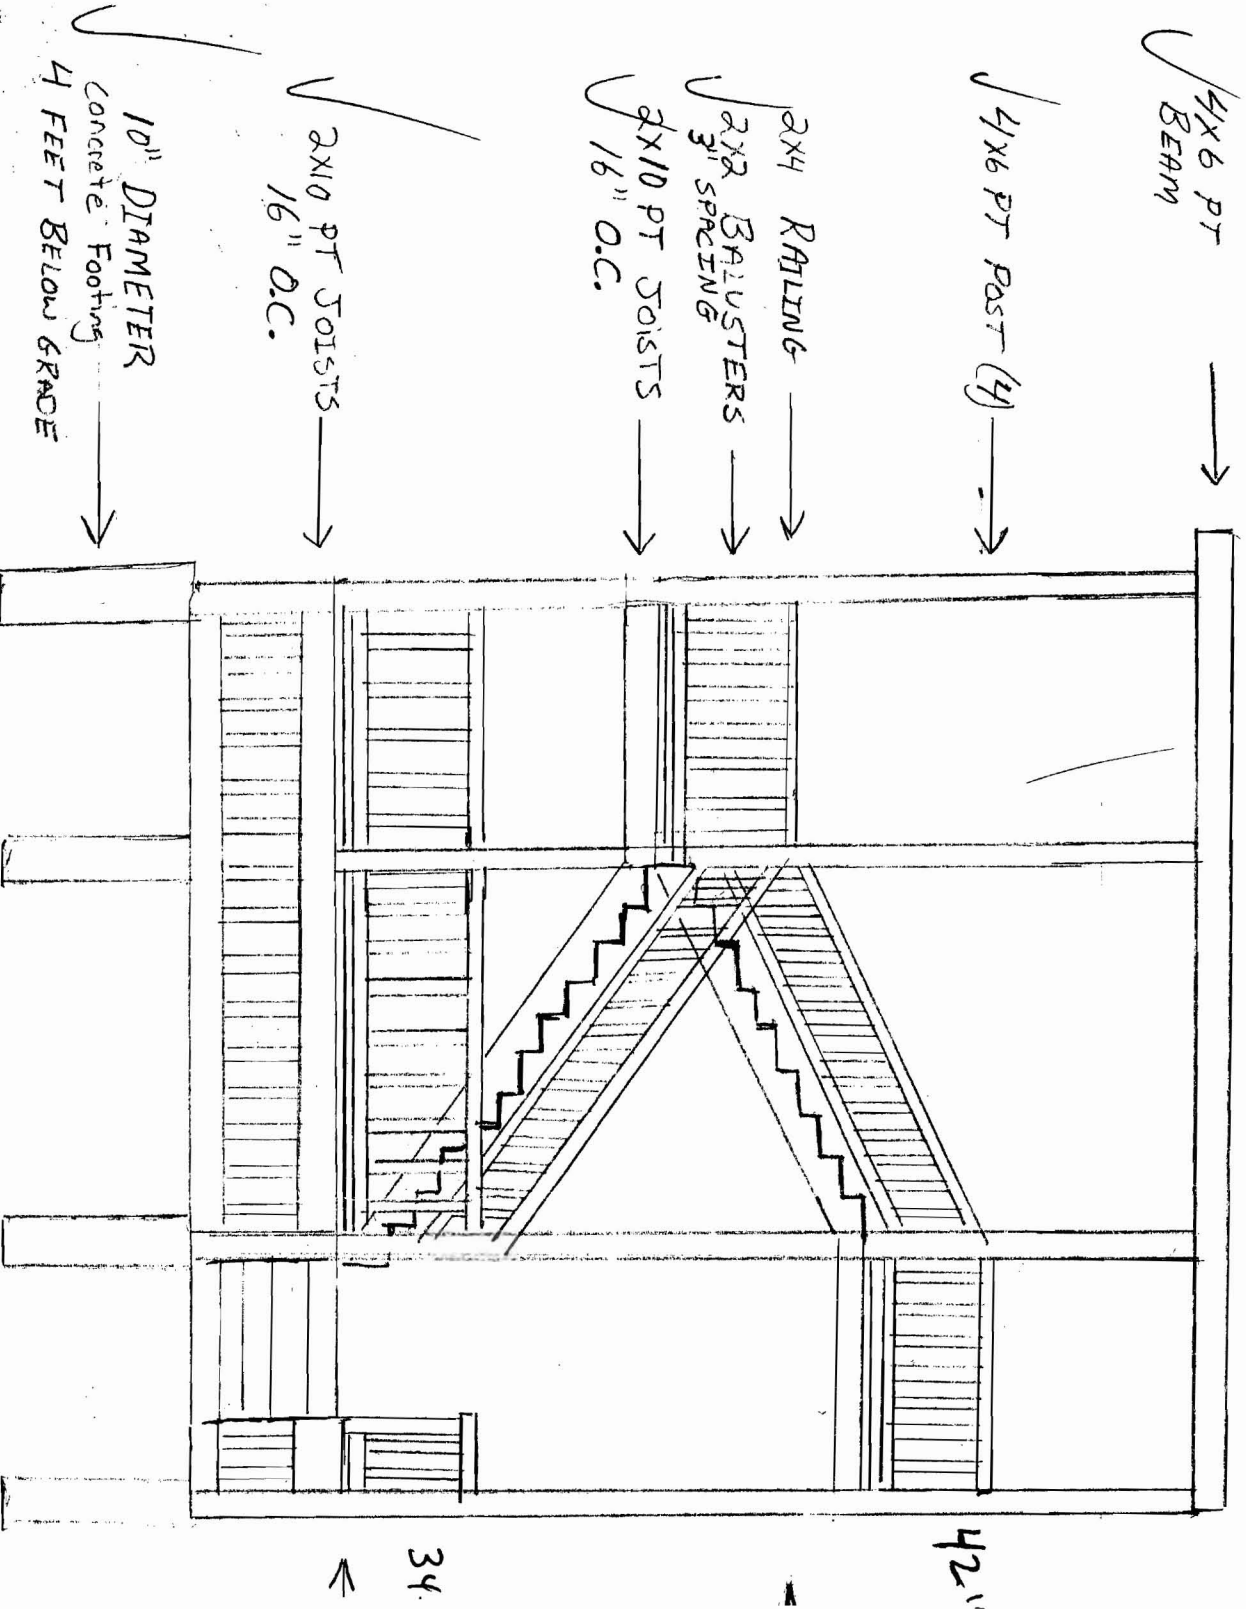 4X6 PT
BEAM
4X6 PT POST (4)
2X4 RAILING
2X2 BALUSTERS
3" SPACING
2X10 PT JOISTS
16" O.C.
2X10 PT JOISTS
16" O.C.
10" DIAMETER
Concrete Footing
4 FEET BELOW GRADE
42"
34